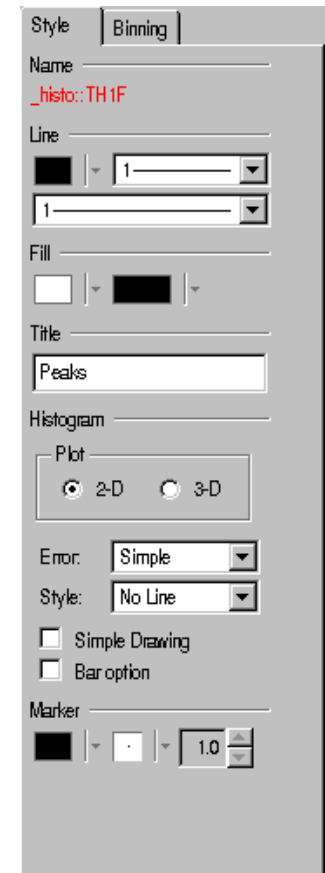 Style Binning
Name
_histo::TH1F
Line
1
1
Fill
Title
Peaks
Histogram
Plot
2-D 3-D
Error: Simple
Style: No Line
Simple Drawing
Bar option
Marker
1.0